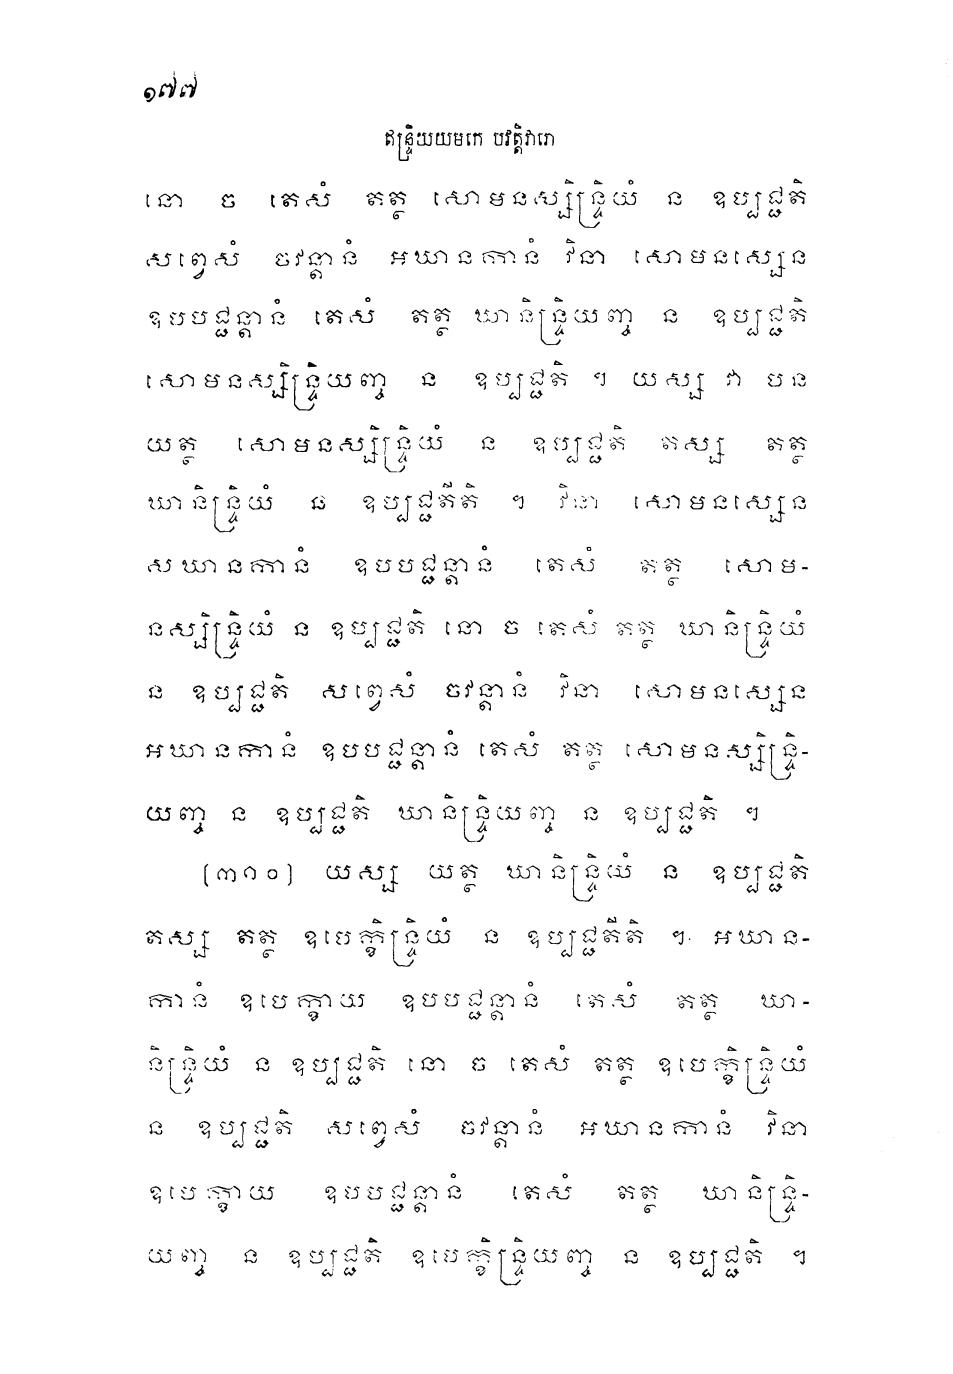 ១៧៧
ឥន្ទ្រិយយមកេ បវត្តិវារោ
នោ ច តេសំ តត្ថ សោមនស្សិន្ទ្រិយំ ន ឧប្បជ្ជតិ
សព្វេសំ ចវន្តានំ អឃានកានំ វិនា សោមនស្សេន
ឧបបជ្ជន្តានំ តេសំ តត្ថ ឃានិន្ទ្រិយញ្ច ន ឧប្បជ្ជតិ
សោមនស្សិន្ទ្រិយញ្ច ន ឧប្បជ្ជតិ ។ យស្ស វា បន
យត្ថ សោមនស្សិន្ទ្រិយំ ន ឧប្បជ្ជតិ តស្ស តត្ថ
ឃានិន្ទ្រិយំ ន ឧប្បជ្ជតីតិ ។ វិនា សោមនស្សេន
សឃានកានំ ឧបបជ្ជន្តានំ តេសំ តត្ថ សោម-
នស្សិន្ទ្រិយំ ន ឧប្បជ្ជតិ នោ ច តេសំ តត្ថ ឃានិន្ទ្រិយំ
ន ឧប្បជ្ជតិ សព្វេសំ ចវន្តានំ វិនា សោមនស្សេន
អឃានកានំ ឧបបជ្ជន្តានំ តេសំ តត្ថ សោមនស្សិន្ទ្រិ-
យញ្ច ន ឧប្បជ្ជតិ ឃានិន្ទ្រិយញ្ច ន ឧប្បជ្ជតិ ។
(៣១០) យស្ស យត្ថ ឃានិន្ទ្រិយំ ន ឧប្បជ្ជតិ
តស្ស តត្ថ ឧបេក្ខិន្ទ្រិយំ ន ឧប្បជ្ជតីតិ ។ អឃាន-
កានំ ឧបេក្ខាយ ឧបបជ្ជន្តានំ តេសំ តត្ថ ឃា-
និន្ទ្រិយំ ន ឧប្បជ្ជតិ នោ ច តេសំ តត្ថ ឧបេក្ខិន្ទ្រិយំ
ន ឧប្បជ្ជតិ សព្វេសំ ចវន្តានំ អឃានកានំ វិនា
ឧបេក្ខាយ ឧបបជ្ជន្តានំ តេសំ តត្ថ ឃានិន្ទ្រិ-
យញ្ច ន ឧប្បជ្ជតិ ឧបេក្ខិន្ទ្រិយញ្ច ន ឧប្បជ្ជតិ ។